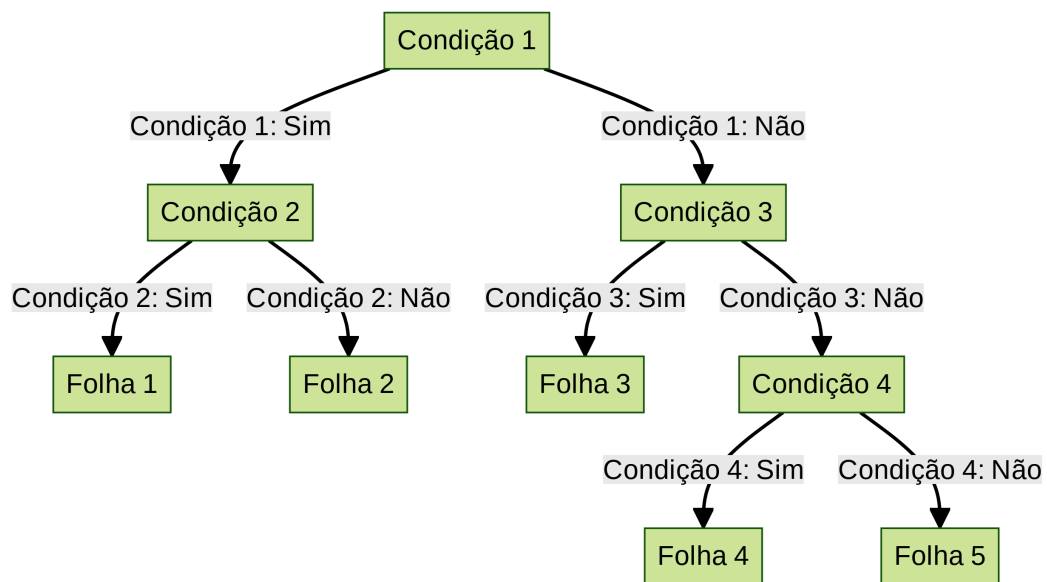 Condição 1
Condição 1: Sim
Condição 1: Não
Condição 2
Condição 3
Condição 2: Sim
Condição 2: Não
Condição 3: Sim
Condição 3: Não
Folha 1
Folha 2
Folha 3
Condição 4
Condição 4: Sim
Condição 4: Não
Folha 4
Folha 5